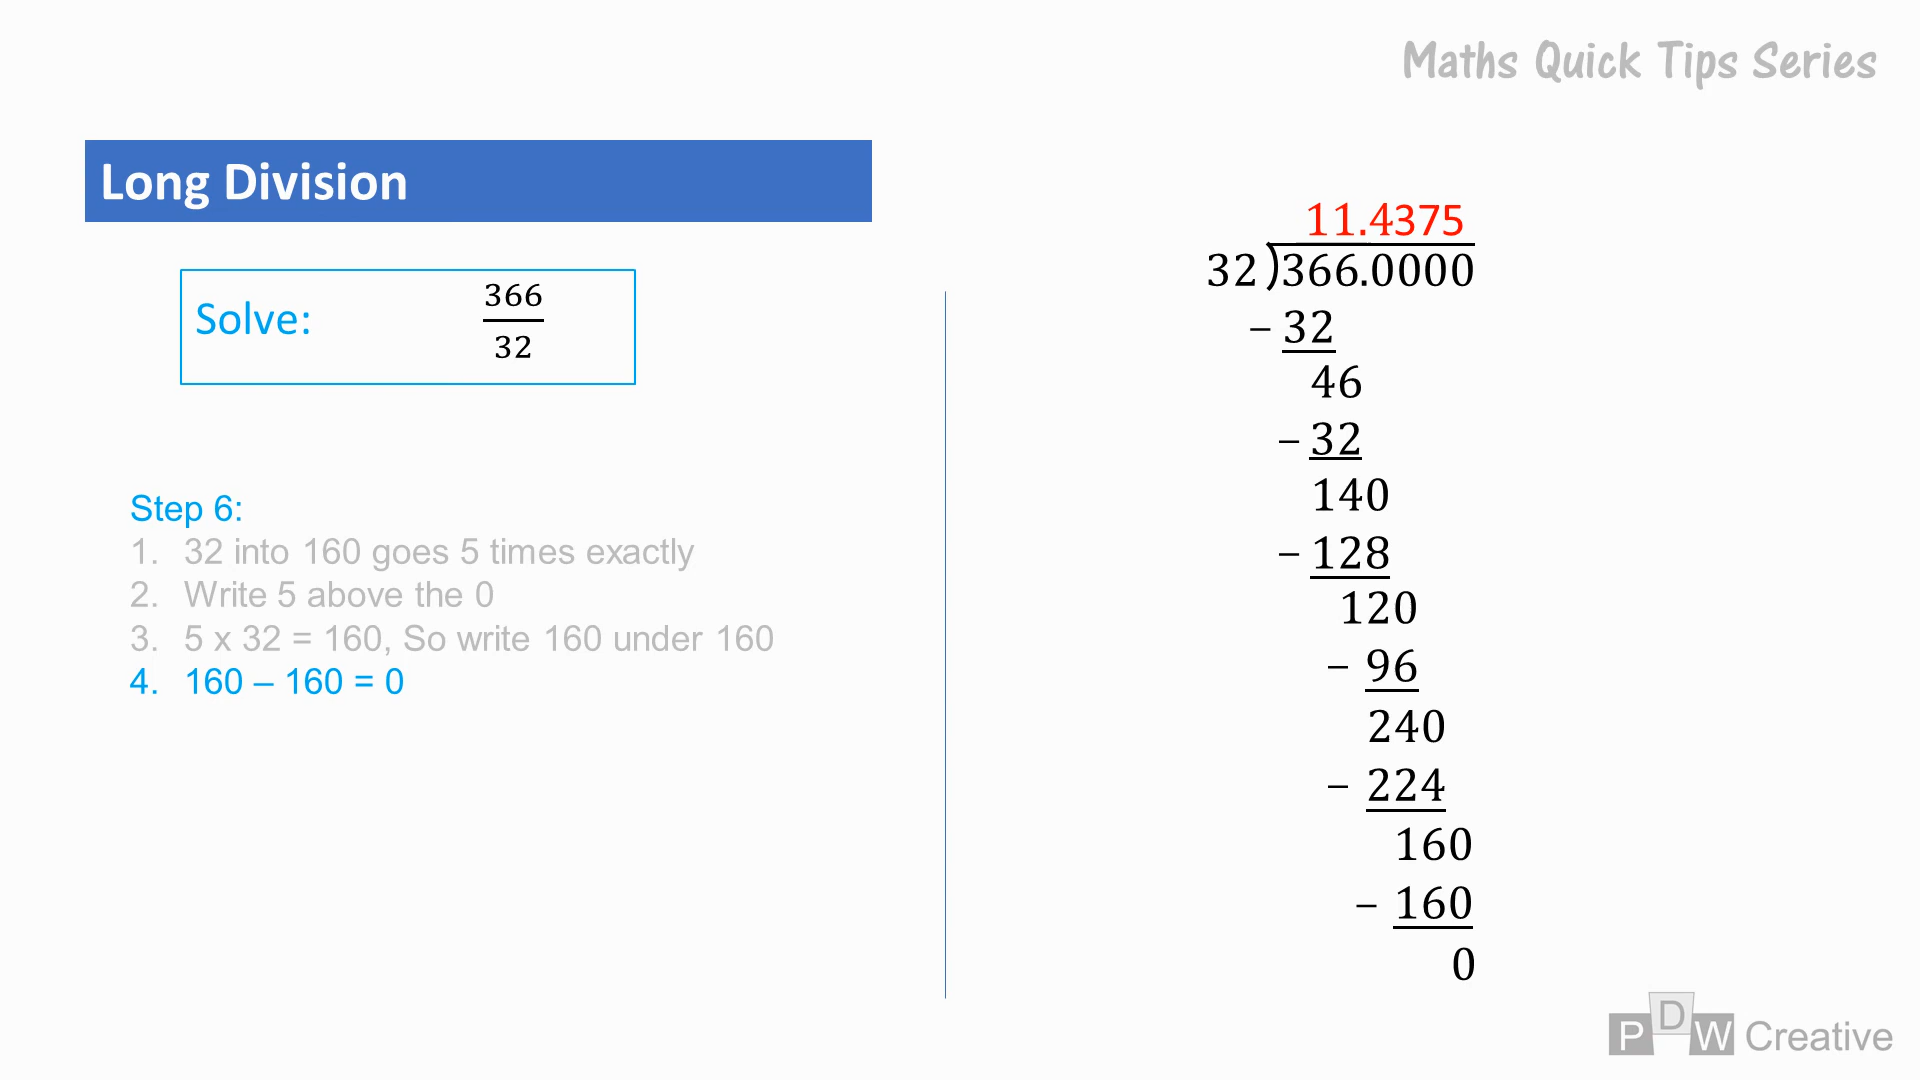 Maths Quick Tips Series
Long Division
Solve:
366
32
Step 6:
1. 32 into 160 goes 5 times exactly
2. Write 5 above the 0
3. 5 x 32 = 160, So write 160 under 160
4. 160 – 160 = 0
11.4375
32)366.0000
– 32
46
– 32
140
– 128
120
– 96
240
– 224
160
– 160
0
PDW Creative